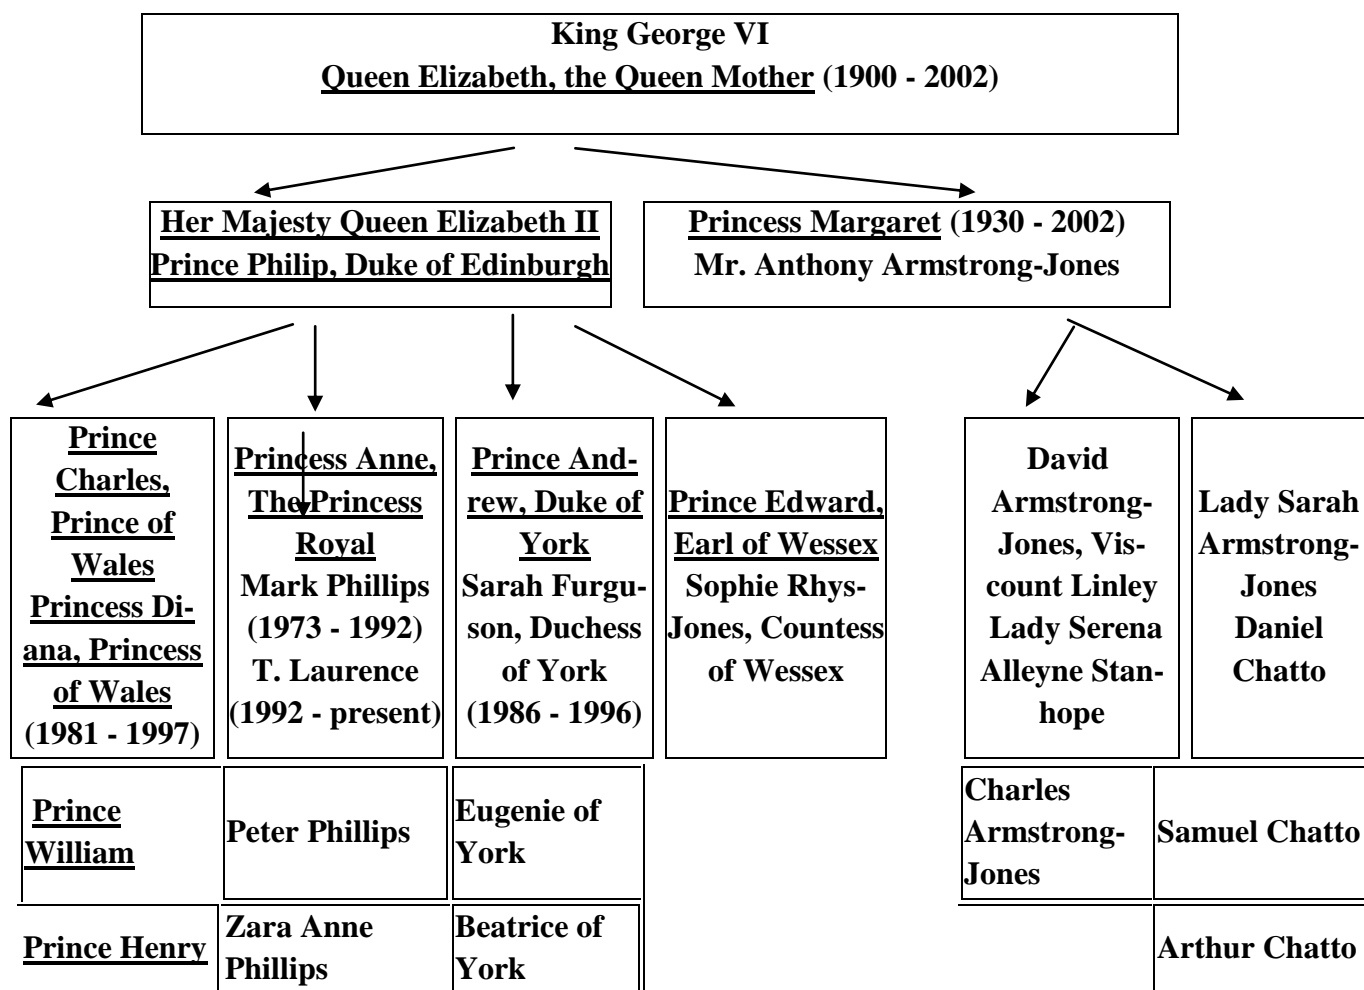 King George VI
Queen Elizabeth, the Queen Mother (1900 - 2002)
Her Majesty Queen Elizabeth II
Prince Philip, Duke of Edinburgh
Princess Margaret (1930 - 2002)
Mr. Anthony Armstrong-Jones
Prince
Charles,
Prince of
Wales
Princess Di-
ana, Princess
of Wales
(1981 - 1997)
Princess Anne,
The Princess
Royal
Mark Phillips
(1973 - 1992)
T. Laurence
(1992 - present)
Prince And-
rew, Duke of
York
Sarah Furgu-
son, Duchess
of York
(1986 - 1996)
Prince Edward,
Earl of Wessex
Sophie Rhys-
Jones, Countess
of Wessex
David
Armstrong-
Jones, Vis-
count Linley
Lady Serena
Alleyne Stan-
hope
Lady Sarah
Armstrong-
Jones
Daniel
Chatto
Prince
William
Peter Phillips
Eugenie of
York
Charles
Armstrong-
Jones
Samuel Chatto
Prince Henry
Zara Anne
Phillips
Beatrice of
York
Arthur Chatto